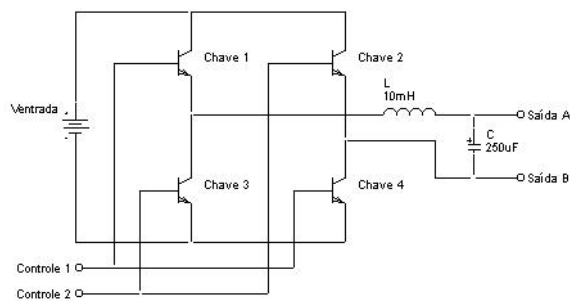 Chave 1
Chave 2
L
10mH
Ventrada
Saída A
C
250uF
Chave 3
Chave 4
Saída B
Controle 1
Controle 2